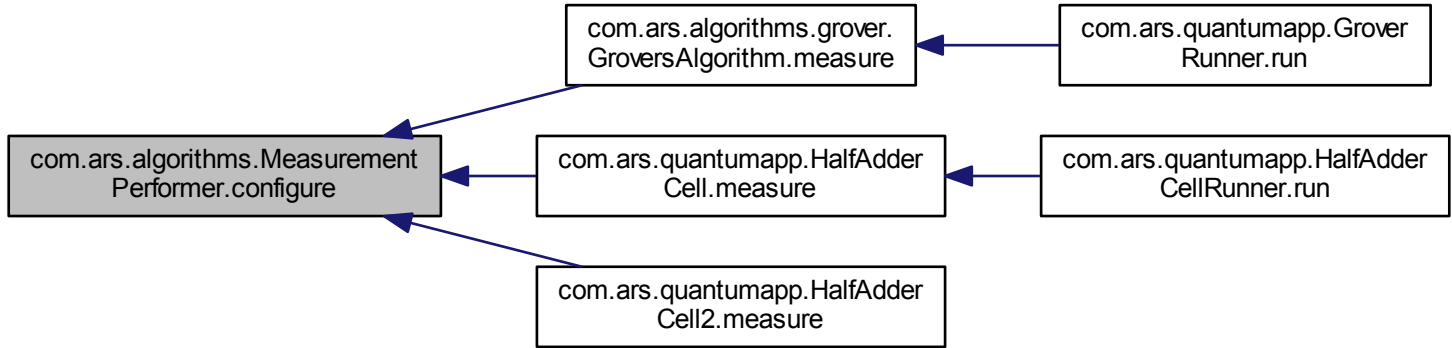 com.ars.algorithms.grover.
GroversAlgorithm.measure
com.ars.quantumapp.Grover
Runner.run
com.ars.algorithms.Measurement
Performer.configure
com.ars.quantumapp.HalfAdder
Cell.measure
com.ars.quantumapp.HalfAdder
CellRunner.run
com.ars.quantumapp.HalfAdder
Cell2.measure